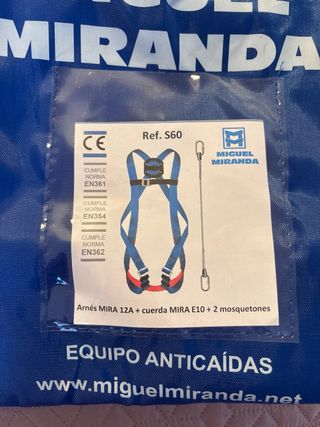 MIGUEL
MIRANDA
Ref. S60
CE
CUMPLE
NORMA
EN361
CUMPLE
NORMA
EN354
CUMPLE
NORMA
EN362
MIGUEL
MIRANDA
Arnés MIRA 12A + cuerda MIRA E10 + 2 mosquetones
EQUIPO ANTICAÍDAS
www.miguelmiranda.net